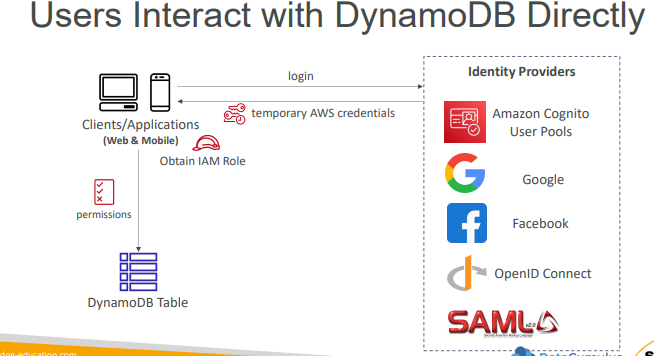 Users Interact with DynamoDB Directly
login
temporary AWS credentials
Clients/Applications
(Web & Mobile)
Obtain IAM Role
permissions
DynamoDB Table
Identity Providers
Amazon Cognito
User Pools
Google
Facebook
OpenID Connect
SAML v2.0